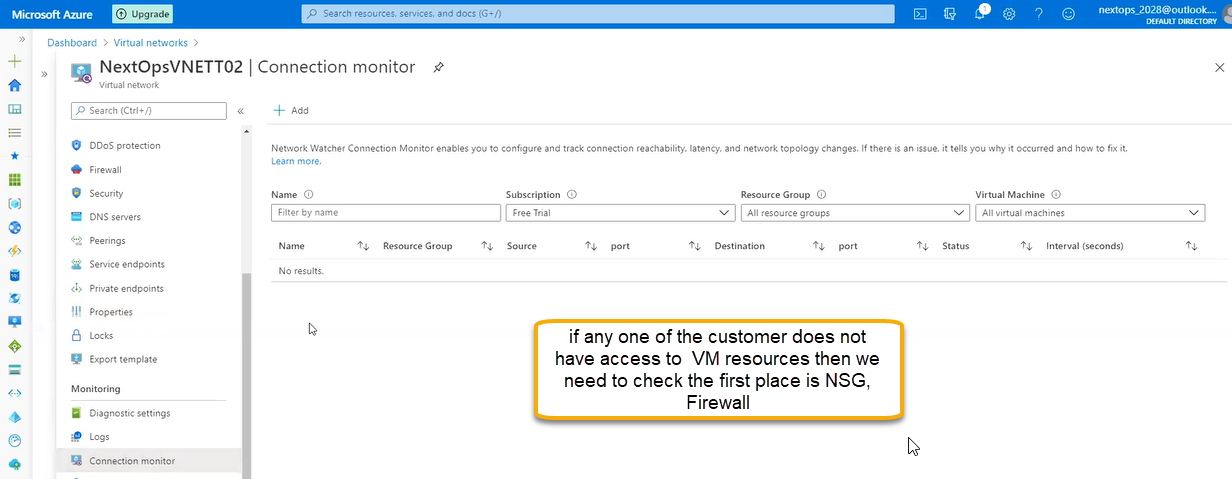 Microsoft Azure
Upgrade
Search resources, services, and docs (G+/)
1
nextops_2028@outlook....
DEFAULT DIRECTORY
Dashboard > Virtual networks >
NextOpsVNETT02 | Connection monitor
Virtual network
Search (Ctrl+/)
DDoS protection
Firewall
Security
DNS servers
Peerings
Service endpoints
Private endpoints
Properties
Locks
Export template
Monitoring
Diagnostic settings
Logs
Connection monitor
Add
Network Watcher Connection Monitor enables you to configure and track connection reachability, latency, and network topology changes. If there is an issue, it tells you why it occurred and how to fix it.
Learn more.
Name Subscription Resource Group Virtual Machine
Filter by name Free Trial All resource groups All virtual machines
Name Resource Group Source port Destination port Status Interval (seconds)
No results.
if any one of the customer does not
have access to VM resources then we
need to check the first place is NSG,
Firewall